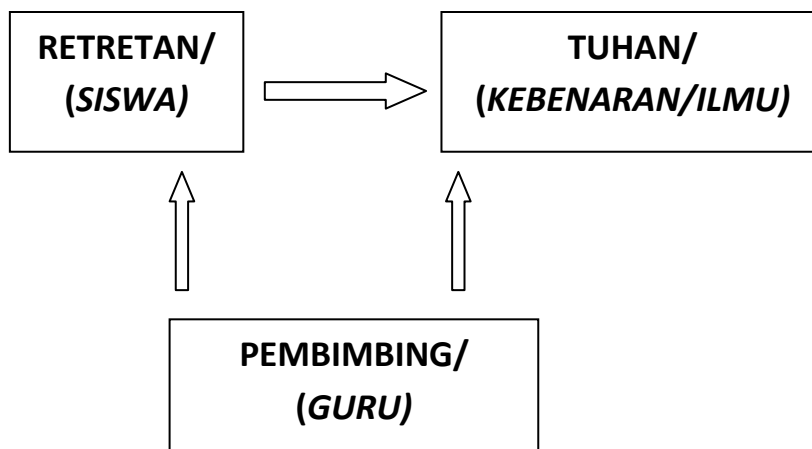 RETRETAN/
(SISWA)
TUHAN/
(KEBENARAN/ILMU)
PEMBIMBING/
(GURU)